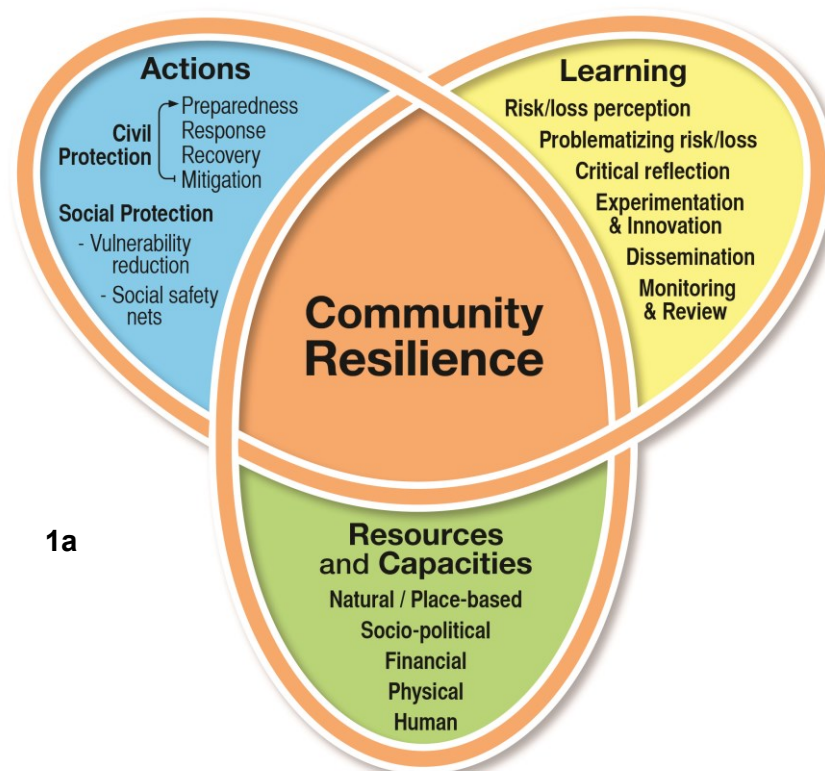 Actions
Civil
Protection
Preparedness
Response
Recovery
Mitigation
Social Protection
- Vulnerability
reduction
- Social safety
nets
Learning
Risk/loss perception
Problematizing risk/loss
Critical reflection
Experimentation
& Innovation
Dissemination
Monitoring
& Review
Community
Resilience
1a
Resources
and Capacities
Natural / Place-based
Socio-political
Financial
Physical
Human